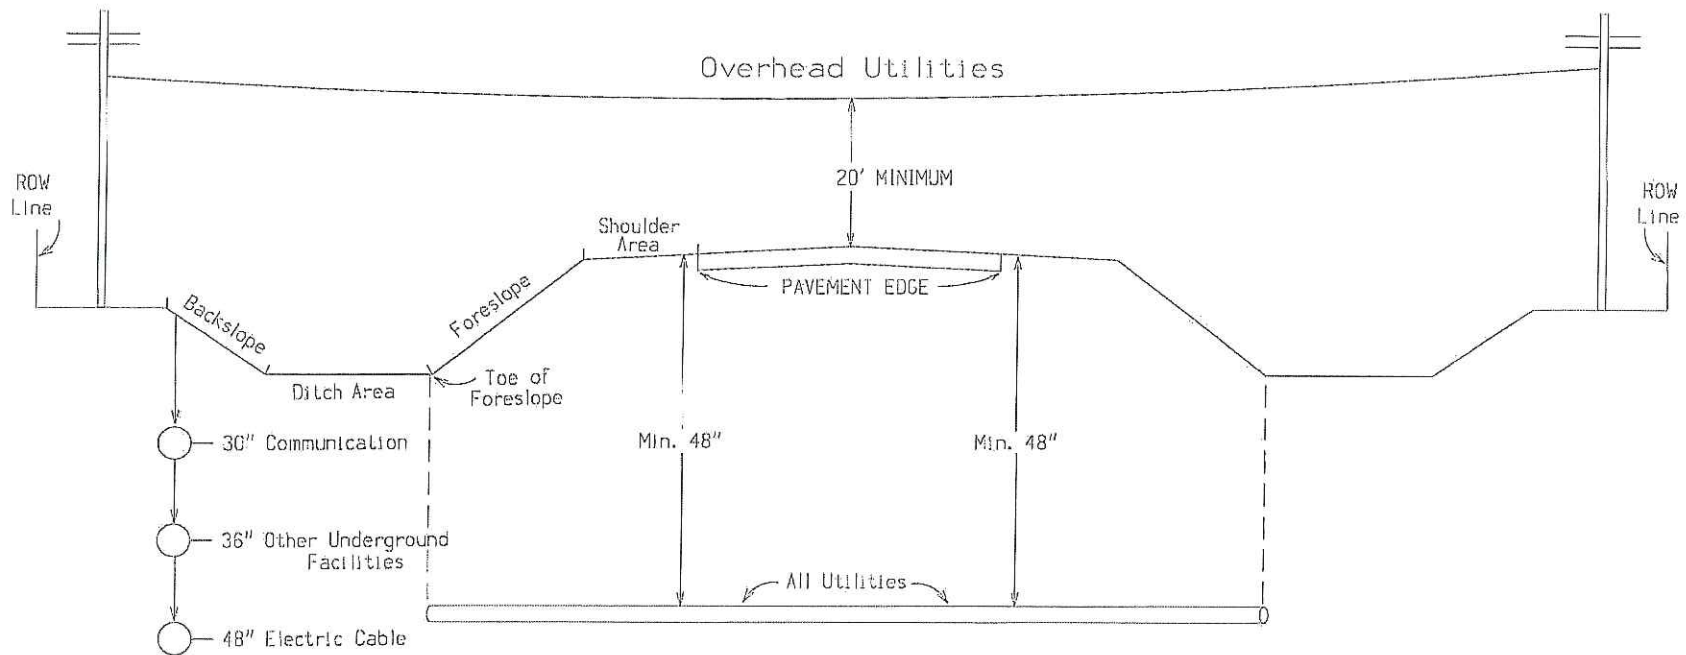 Overhead Utilities
20' MINIMUM
ROW
Line
ROW
Line
Shoulder
Area
PAVEMENT EDGE
Backslope
Foreslope
Ditch Area
Toe of
Foreslope
30" Communication
Min. 48"
Min. 48"
36" Other Underground
Facilities
All Utilities
48" Electric Cable